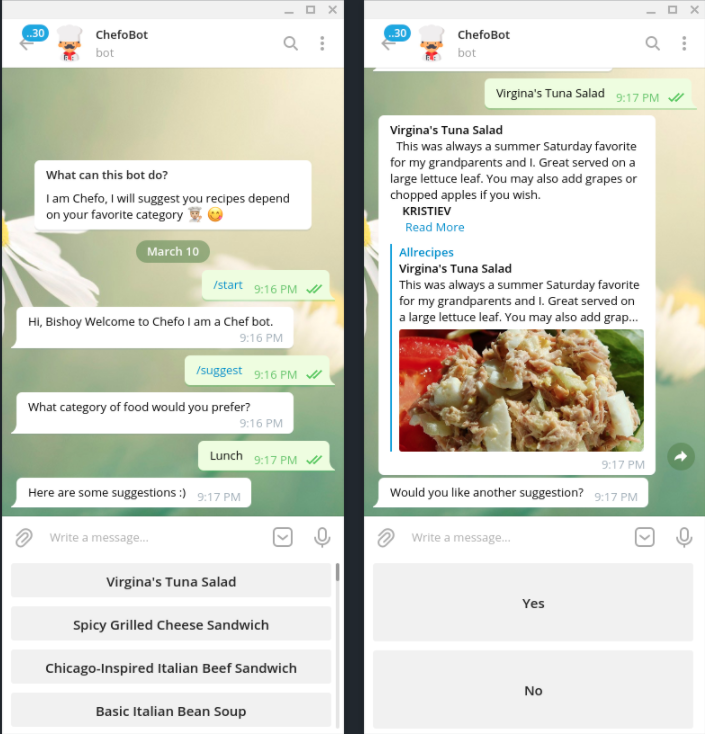 ..30
ChefoBot
bot
What can this bot do?
I am Chefo, I will suggest you recipes depend
on your favorite category
March 10
/start 9:16 PM
Hi, Bishoy Welcome to Chefo I am a Chef bot.
9:16 PM
/suggest 9:16 PM
What category of food would you prefer?
9:16 PM
Lunch 9:17 PM
Here are some suggestions :) 9:17 PM
Write a message...
Virgina's Tuna Salad
Spicy Grilled Cheese Sandwich
Chicago-Inspired Italian Beef Sandwich
Basic Italian Bean Soup
..30
ChefoBot
bot
Virgina's Tuna Salad 9:17 PM
Virgina's Tuna Salad
This was always a summer Saturday favorite
for my grandparents and I. Great served on a
large lettuce leaf. You may also add grapes or
chopped apples if you wish.
KRISTIEV
Read More
Allrecipes
Virgina's Tuna Salad
This was always a summer Saturday favorite
for my grandparents and I. Great served on
a large lettuce leaf. You may also add grap...
9:17 PM
Would you like another suggestion? 9:17 PM
Write a message...
Yes
No